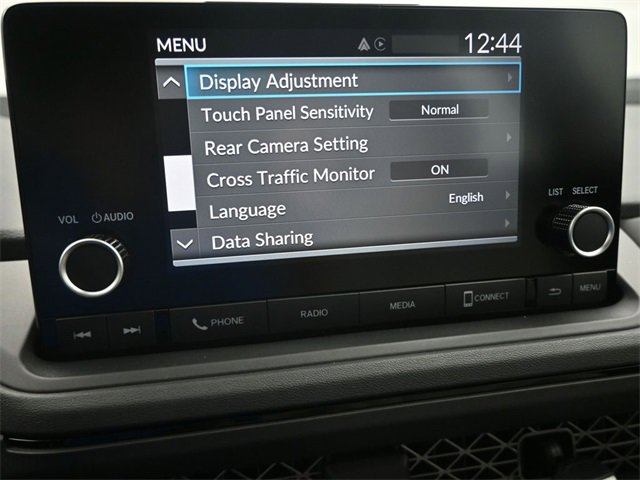 MENU 12:44
Display Adjustment
Touch Panel Sensitivity Normal
Rear Camera Setting
Cross Traffic Monitor ON
Language English
Data Sharing
VOL AUDIO
LIST SELECT
PHONE RADIO MEDIA CONNECT MENU